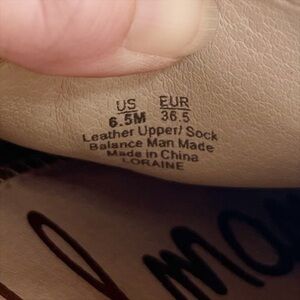 US EUR
6.5M 36.5
Leather Upper/ Sock
Balance Man Made
Made in China
LORAINE